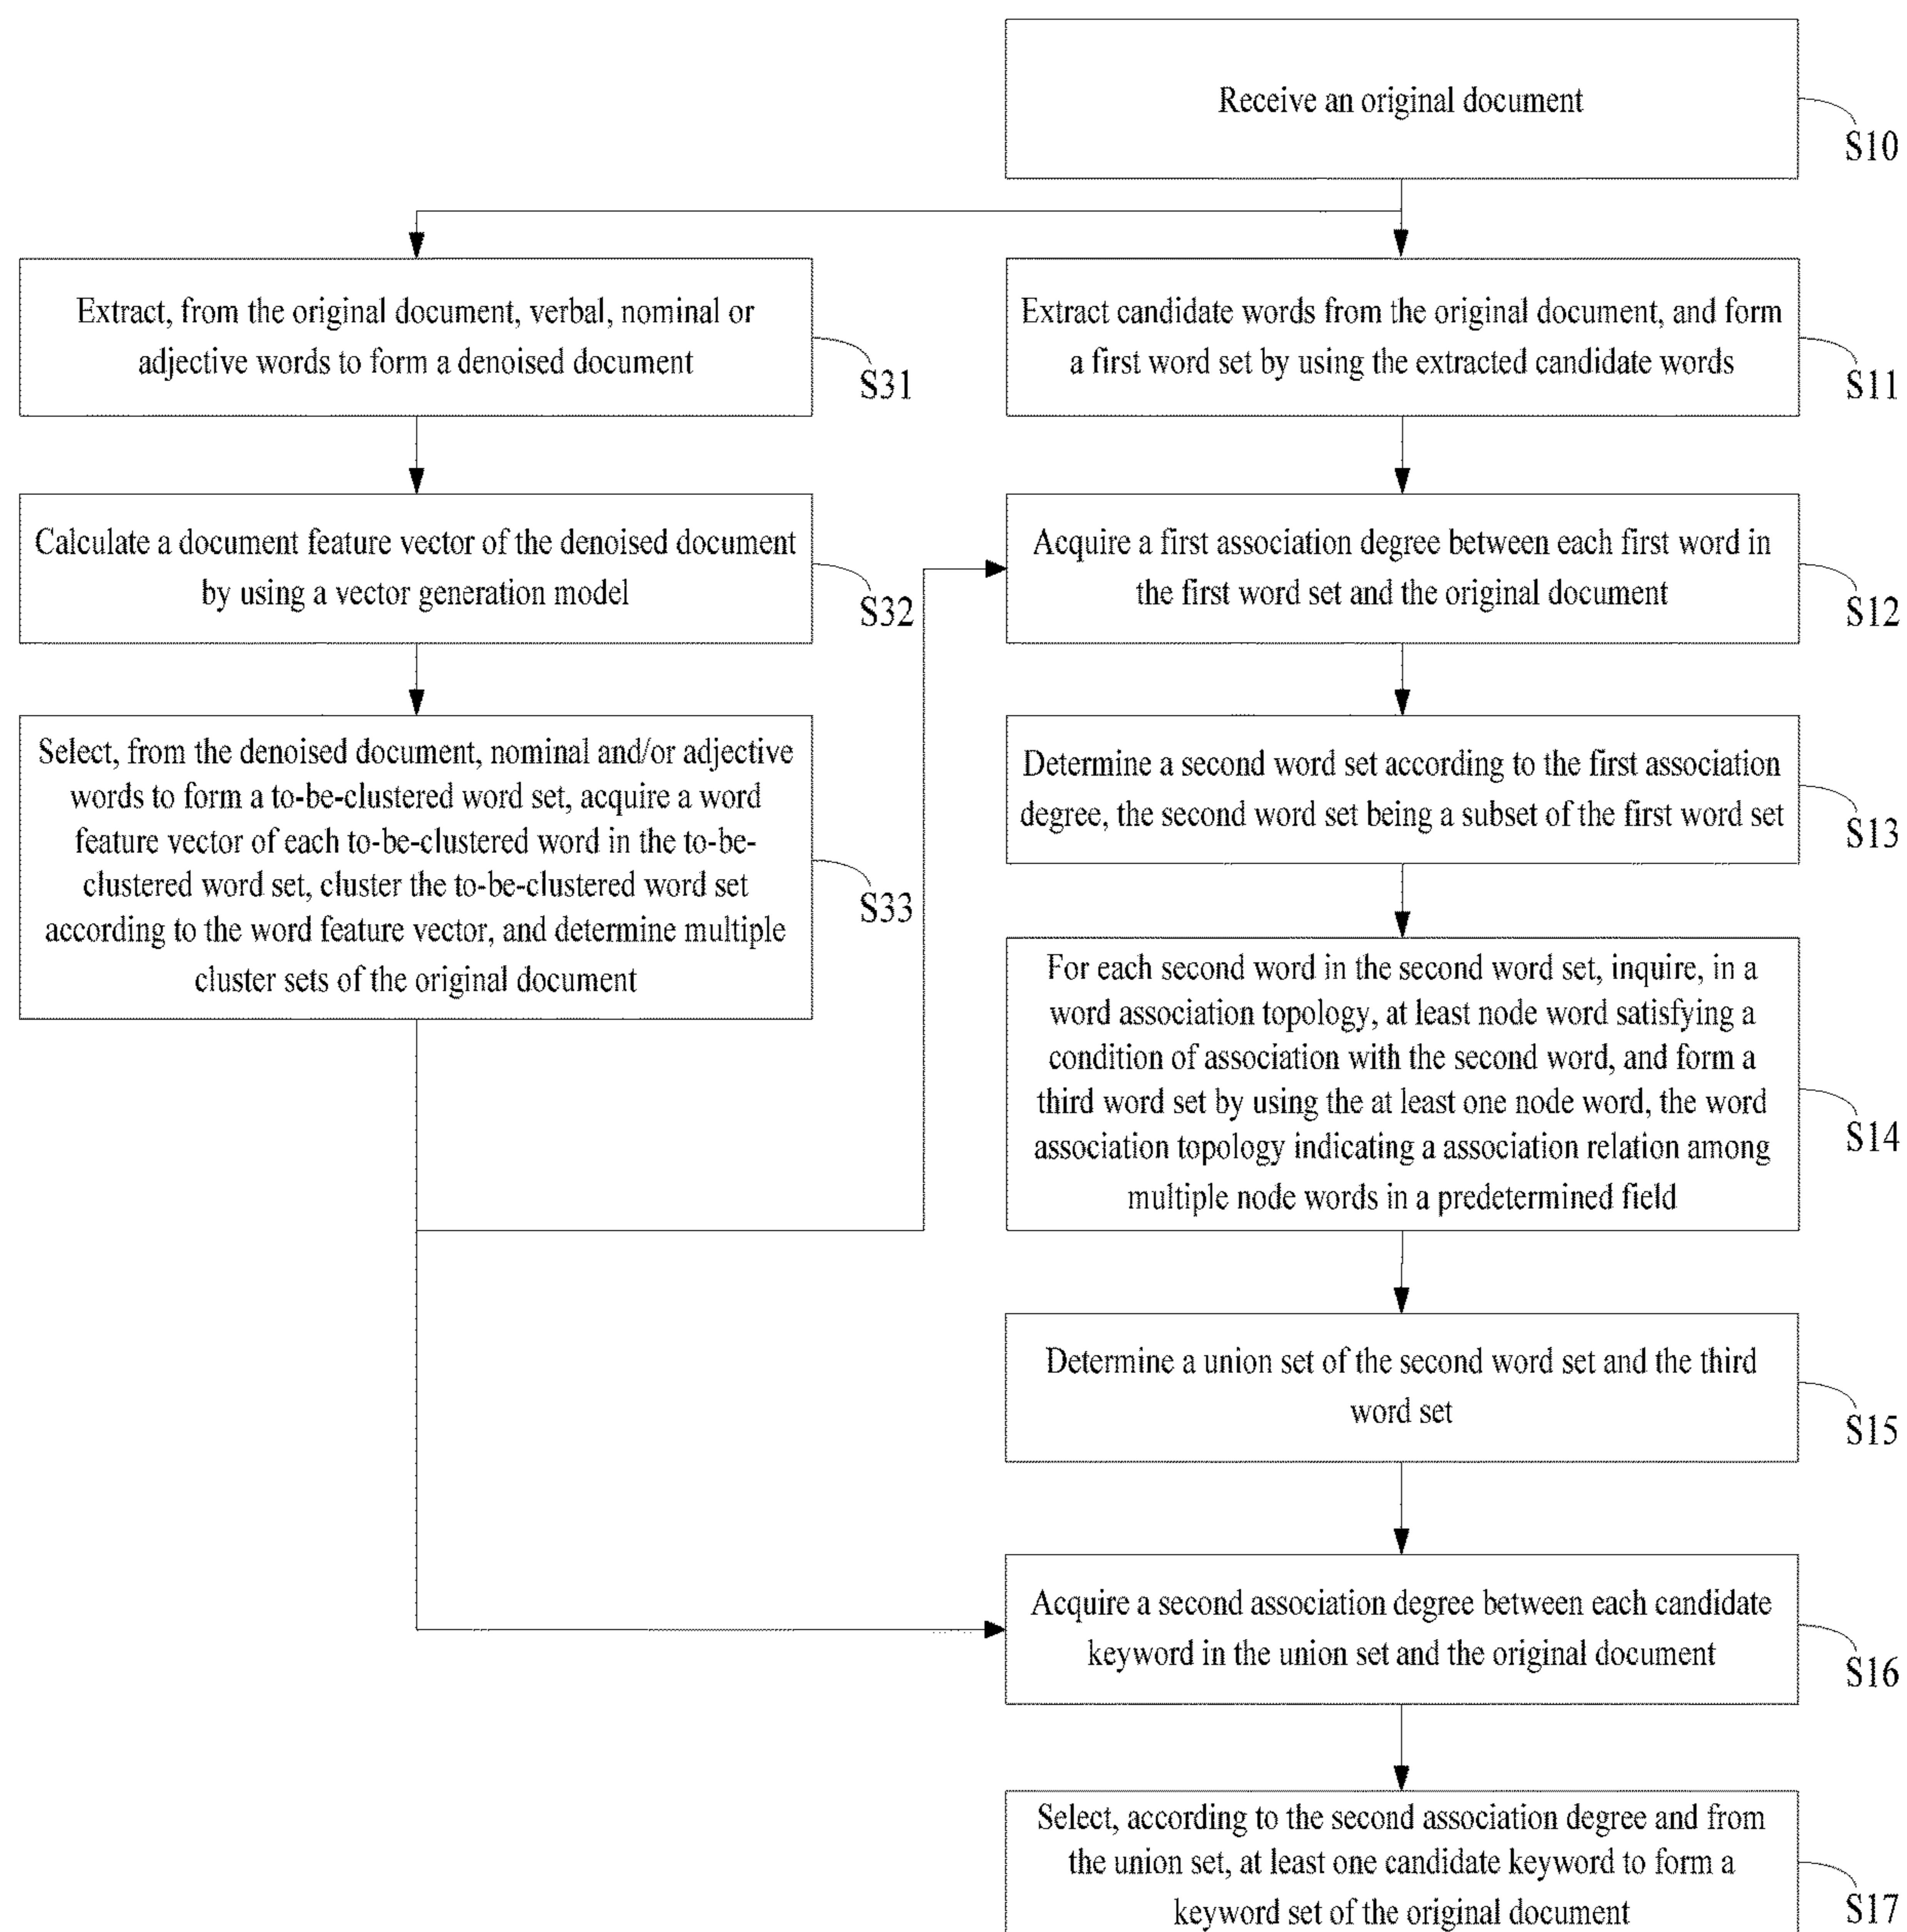 Receive an original document
S10
Extract, from the original document, verbal, nominal or
adjective words to form a denoised document
S31
Extract candidate words from the original document, and form
a first word set by using the extracted candidate words
S11
Calculate a document feature vector of the denoised document
by using a vector generation model
S32
Acquire a first association degree between each first word in
the first word set and the original document
S12
Select, from the denoised document, nominal and/or adjective
words to form a to-be-clustered word set, acquire a word
feature vector of each to-be-clustered word in the to-be-
clustered word set, cluster the to-be-clustered word set
according to the word feature vector, and determine multiple
cluster sets of the original document
S33
Determine a second word set according to the first association
degree, the second word set being a subset of the first word set
S13
For each second word in the second word set, inquire, in a
word association topology, at least node word satisfying a
condition of association with the second word, and form a
third word set by using the at least one node word, the word
association topology indicating a association relation among
multiple node words in a predetermined field
S14
Determine a union set of the second word set and the third
word set
S15
Acquire a second association degree between each candidate
keyword in the union set and the original document
S16
Select, according to the second association degree and from
the union set, at least one candidate keyword to form a
keyword set of the original document
S17